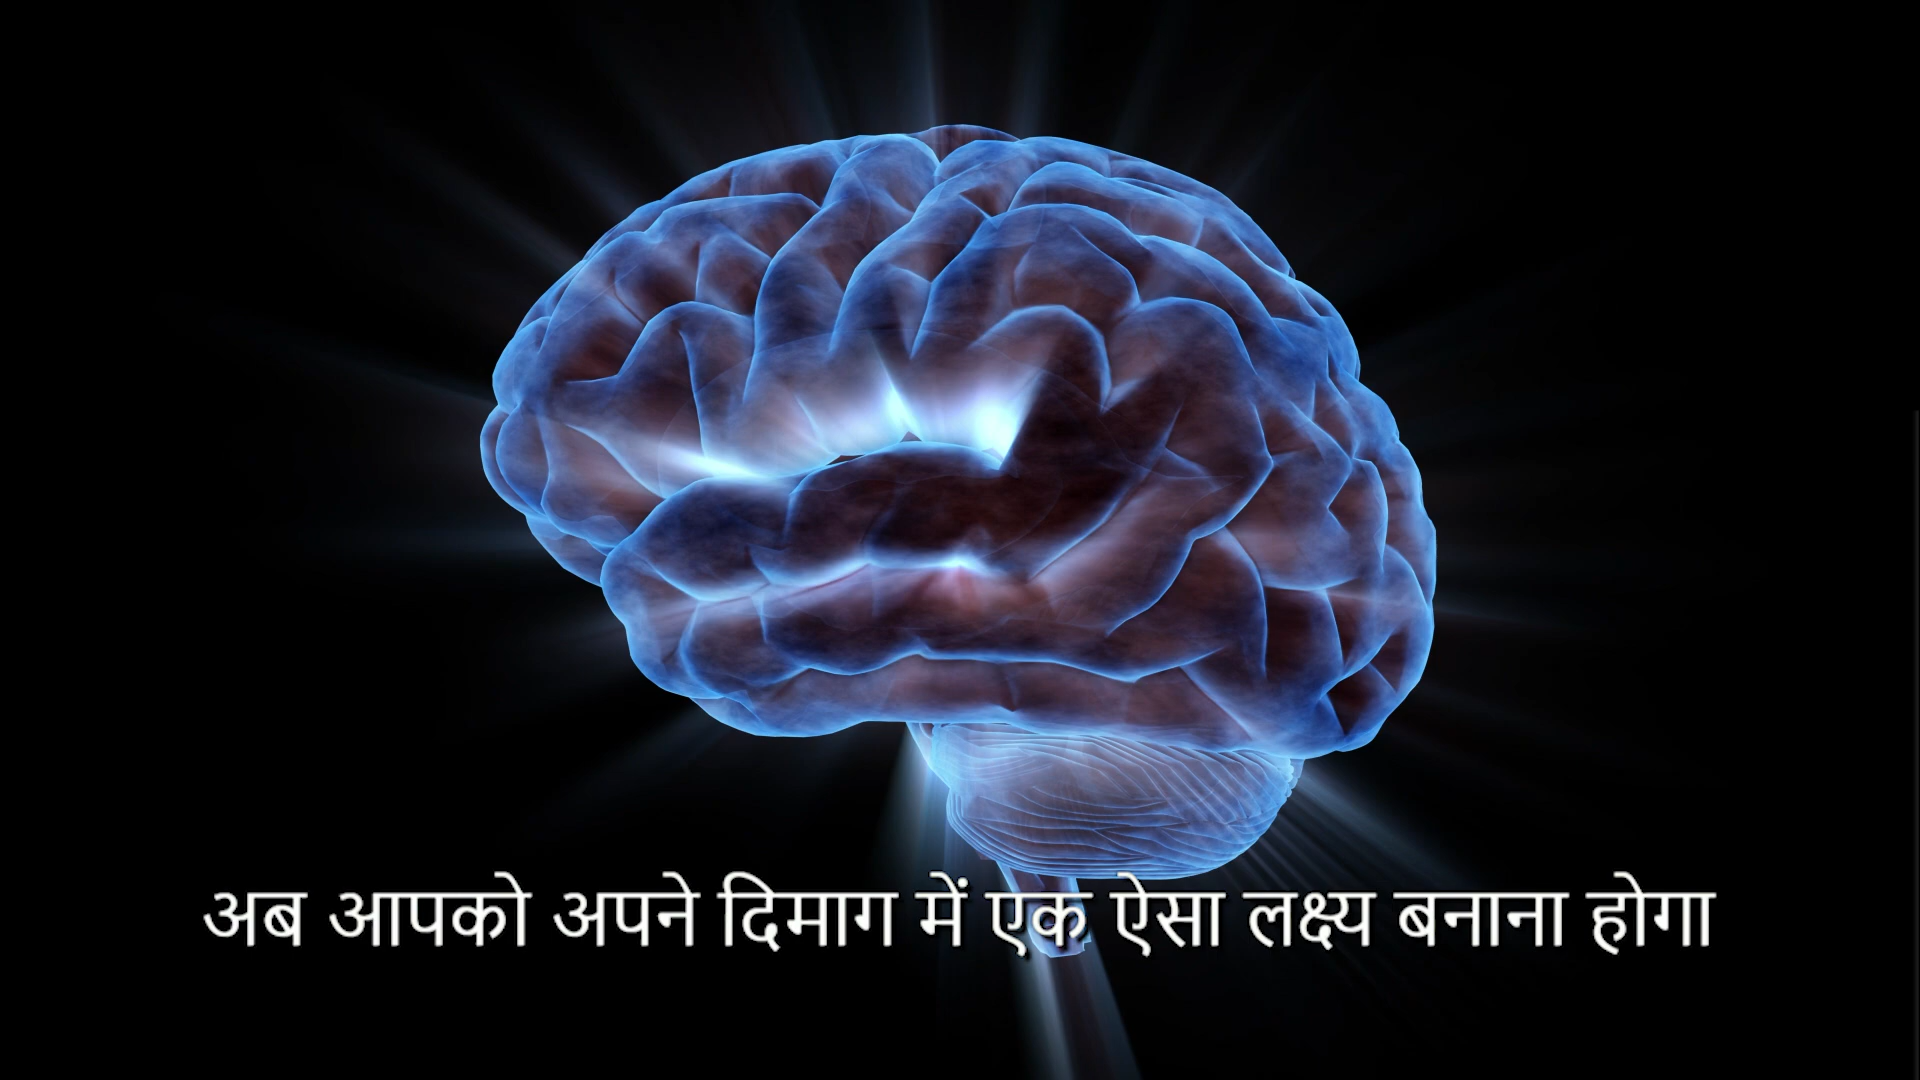 अब आपको अपने दिमाग में एक ऐसा लक्ष्य बनाना होगा